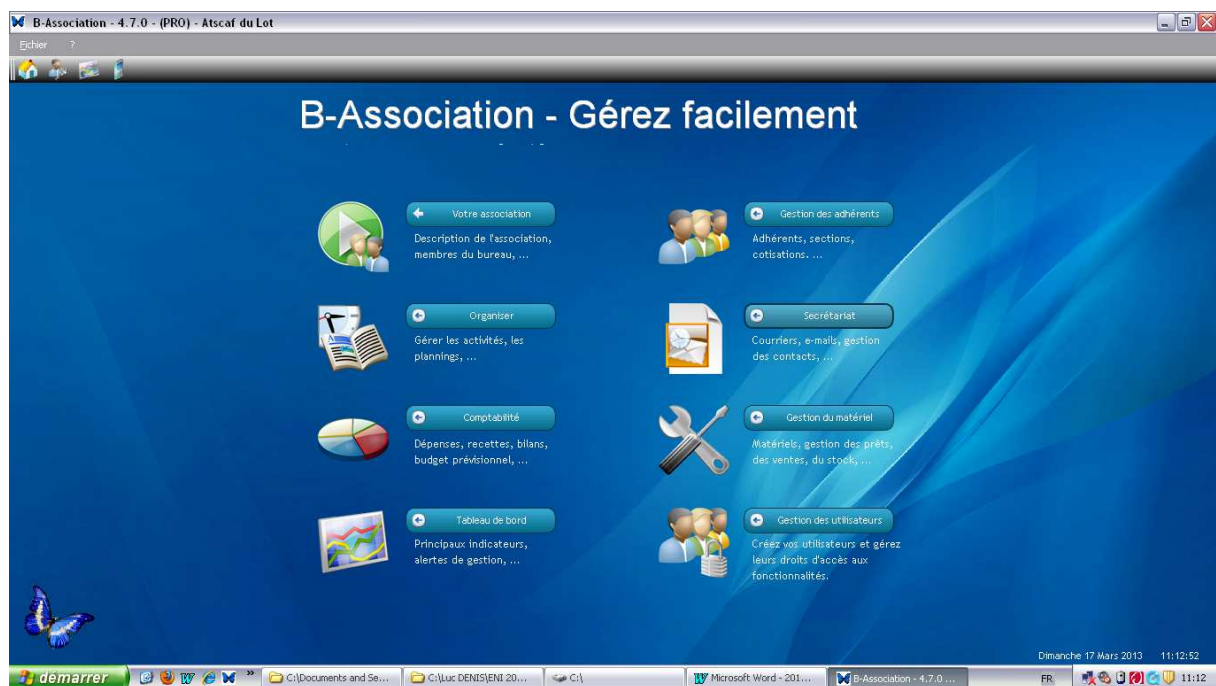 B-Association - 4.7.0 - (PRO) - Atscaf du Lot
Fichier ?
B-Association - Gérez facilement
Votre association
Description de l'association,
membres du bureau, ...
Gestion des adhérents
Adhérents, sections,
cotisations. ...
Organiser
Gérer les activités, les
plannings, ...
Secrétariat
Courriers, e-mails, gestion
des contacts, ...
Comptabilité
Dépenses, recettes, bilans,
budget prévisionnel, ...
Gestion du matériel
Matériels, gestion des prêts,
des ventes, du stock, ...
Tableau de bord
Principaux indicateurs,
alertes de gestion, ...
Gestion des utilisateurs
Créez vos utilisateurs et gérez
leurs droits d'accès aux
fonctionnalités.
Dimanche 17 Mars 2013 11:12:52
démarrer » C:\Documents and Se... C:\Luc DENIS\ENI 20... C:\ Microsoft Word - 201... B-Association - 4.7.0 ... FR 11:12